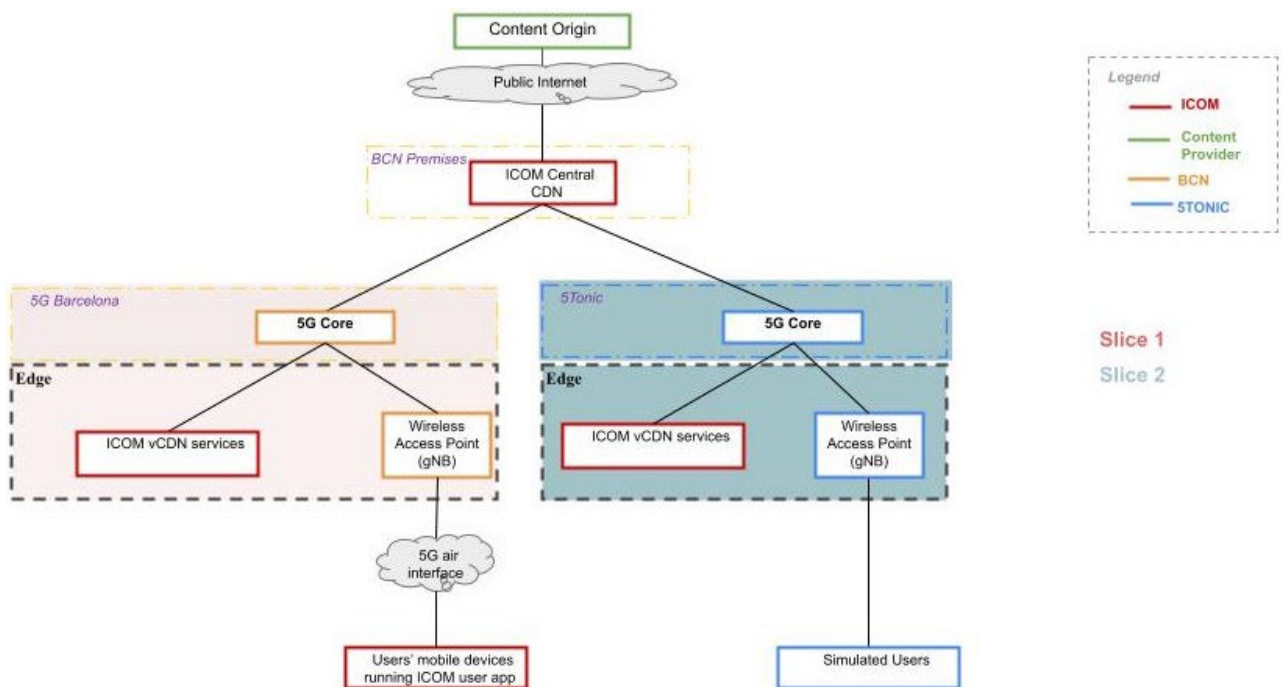 Content Origin
Public Internet
Legend
ICOM
Content
Provider
BCN
5TONIC
BCN Premises
ICOM Central
CDN
5G Barcelona
5G Core
5Tonic
5G Core
Slice 1
Slice 2
Edge
ICOM vCDN services
Wireless
Access Point
(gNB)
Edge
ICOM vCDN services
Wireless
Access Point
(gNB)
5G air
interface
Users' mobile devices
running ICOM user app
Simulated Users